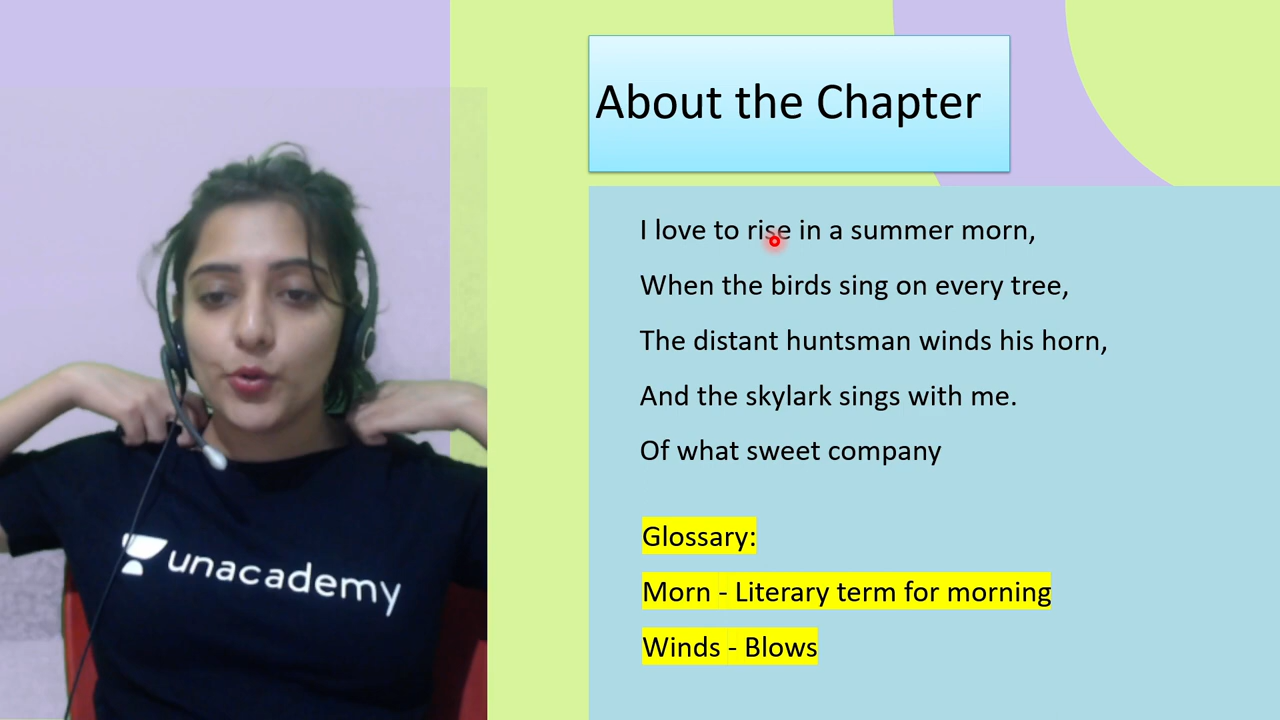 About the Chapter
I love to rise in a summer morn,
When the birds sing on every tree,
The distant huntsman winds his horn,
And the skylark sings with me.
Of what sweet company
Glossary:
Morn - Literary term for morning
Winds - Blows
unacademy